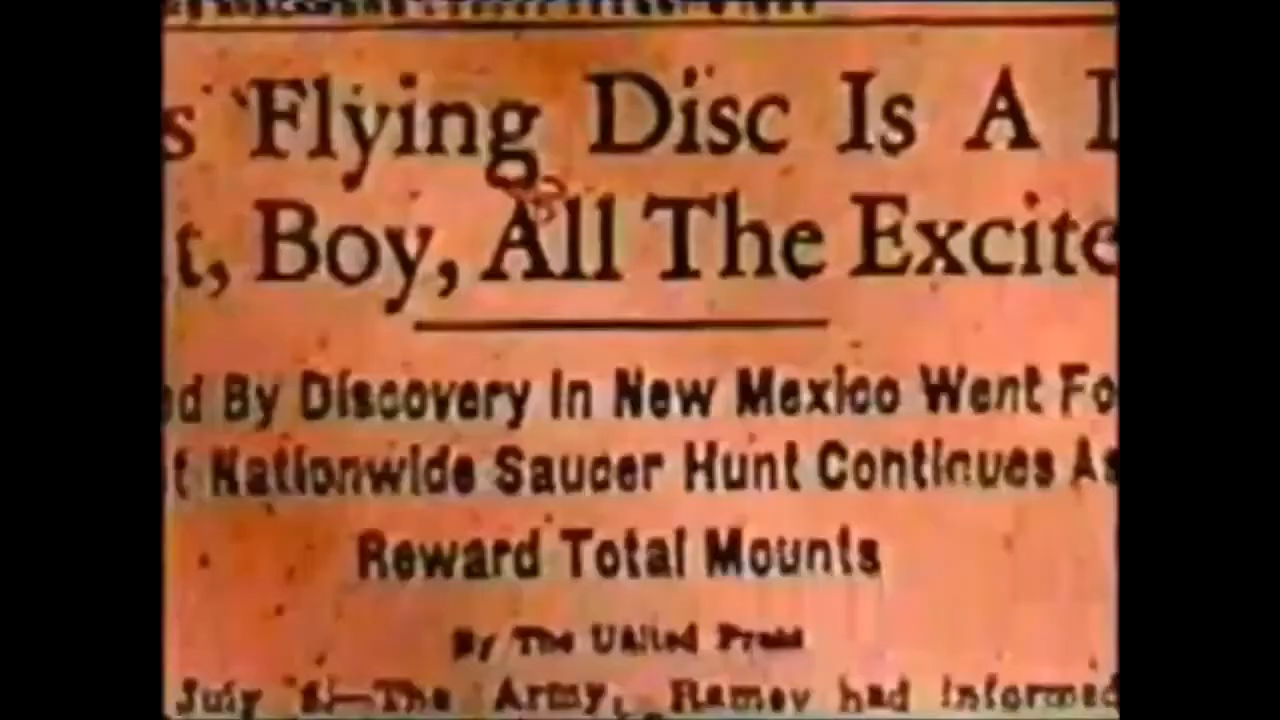 s 'Flying Disc Is A
t, Boy, All The Excite
ed By Discovery In New Mexico Went Fo
t Nationwide Saucer Hunt Continues As
Reward Total Mounts
By The United Press
July 8.—The Army, Ramey had informed